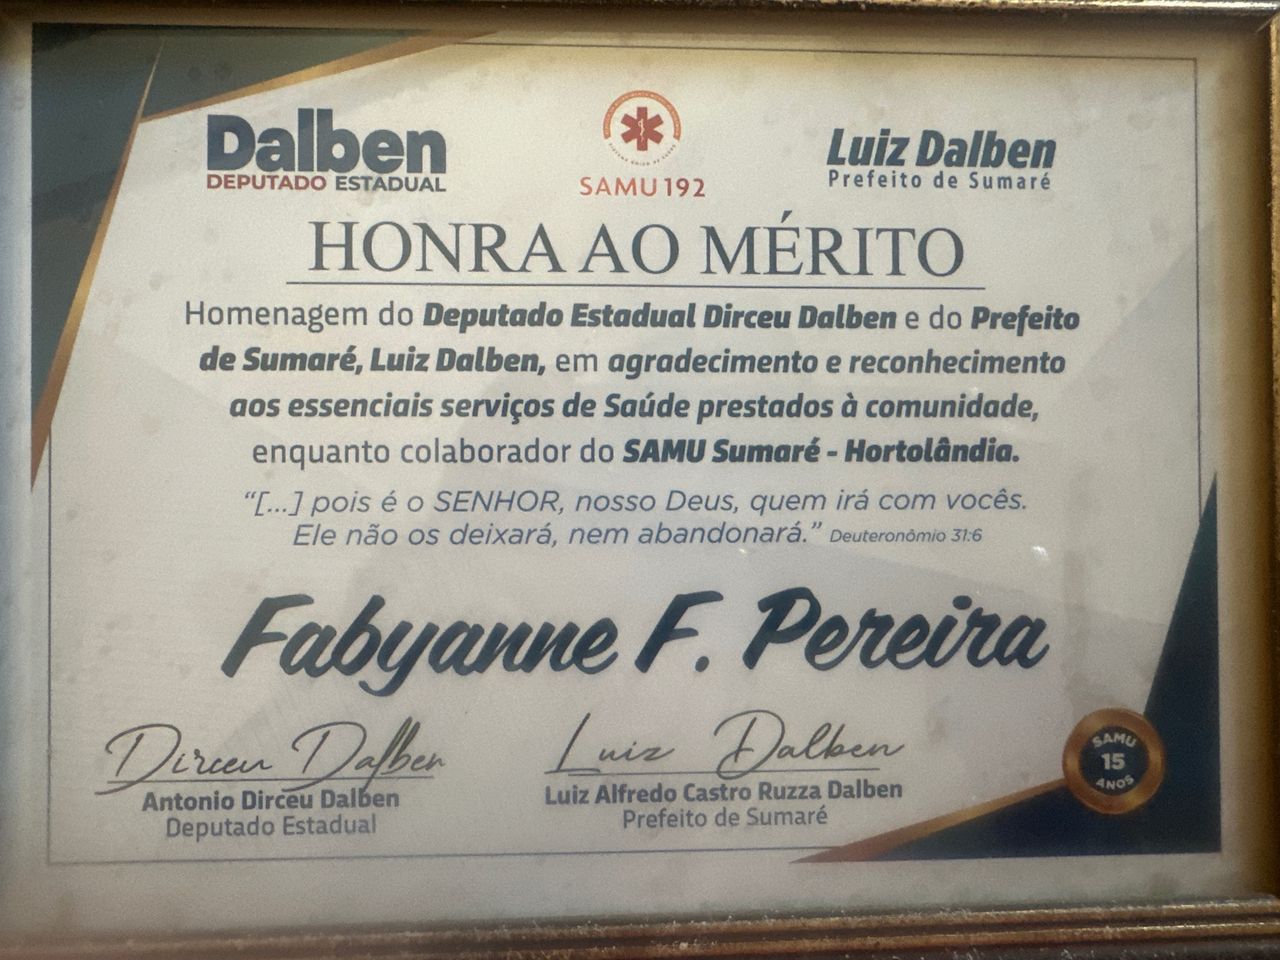 Dalben
DEPUTADO ESTADUAL
SAMU 192
Luiz Dalben
Prefeito de Sumaré
HONRA AO MÉRITO
Homenagem do Deputado Estadual Dirceu Dalben e do Prefeito
de Sumaré, Luiz Dalben, em agradecimento e reconhecimento
aos essenciais serviços de Saúde prestados à comunidade,
enquanto colaborador do SAMU Sumaré - Hortolândia.
“[...] pois é o SENHOR, nosso Deus, quem irá com vocês.
Ele não os deixará, nem abandonará.” Deuteronômio 31:6
Fabyanne F. Pereira
Dirceu Dalben
Antonio Dirceu Dalben
Deputado Estadual
Luiz Dalben
Luiz Alfredo Castro Ruzza Dalben
Prefeito de Sumaré
SAMU
15
ANOS